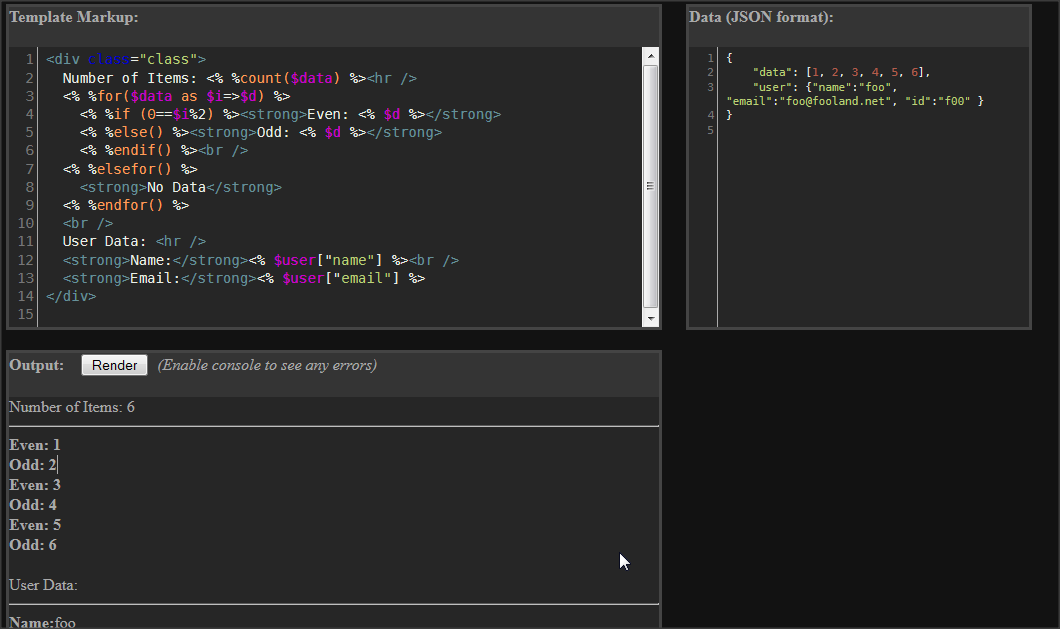 Template Markup:
1 <div class="class">
2   Number of Items: <% %count($data) %><hr />
3   <% %for($data as $i=>$d) %>
4     <% %if (0==$i%2) %><strong>Even: <% $d %></strong>
5     <% %else() %><strong>Odd: <% $d %></strong>
6     <% %endif() %><br />
7   <% %elsefor() %>
8     <strong>No Data</strong>
9   <% %endfor() %>
10   <br />
11   User Data: <hr />
12   <strong>Name:</strong><% $user["name"] %><br />
13   <strong>Email:</strong><% $user["email"] %>
14 </div>
15
Data (JSON format):
1 {
2     "data": [1, 2, 3, 4, 5, 6],
3     "user": {"name":"foo",
"email":"foo@fooland.net", "id":"f00" }
4 }
5
Output: Render (Enable console to see any errors)
Number of Items: 6
Even: 1
Odd: 2
Even: 3
Odd: 4
Even: 5
Odd: 6
User Data:
Name:foo